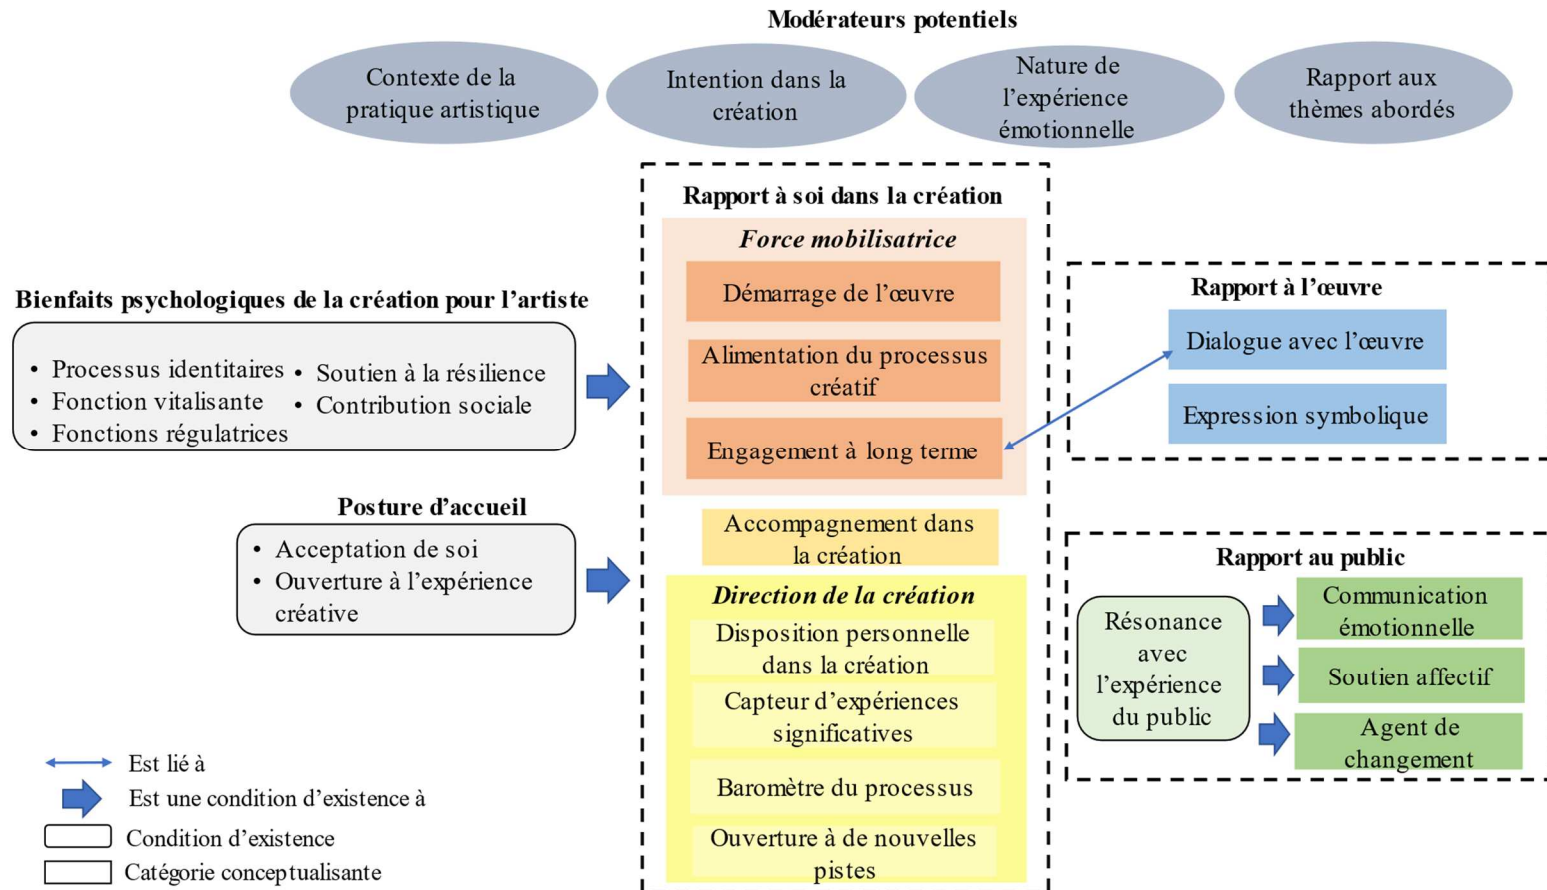 Modérateurs potentiels
Contexte de la
pratique artistique
Intention dans la
création
Nature de
l’expérience
émotionnelle
Rapport aux
thèmes abordés
Bienfaits psychologiques de la création pour l’artiste
• Processus identitaires
• Fonction vitalisante
• Fonctions régulatrices
• Soutien à la résilience
• Contribution sociale
Posture d’accueil
• Acceptation de soi
• Ouverture à l’expérience
créative
Rapport à soi dans la création
Force mobilisatrice
Démarrage de l’œuvre
Alimentation du processus
créatif
Engagement à long terme
Accompagnement dans
la création
Direction de la création
Disposition personnelle
dans la création
Capteur d’expériences
significatives
Baromètre du processus
Ouverture à de nouvelles
pistes
Rapport à l’œuvre
Dialogue avec l’œuvre
Expression symbolique
Rapport au public
Résonance
avec
l’expérience
du public
Communication
émotionnelle
Soutien affectif
Agent de
changement
Est lié à
Est une condition d’existence à
Condition d’existence
Catégorie conceptualisante